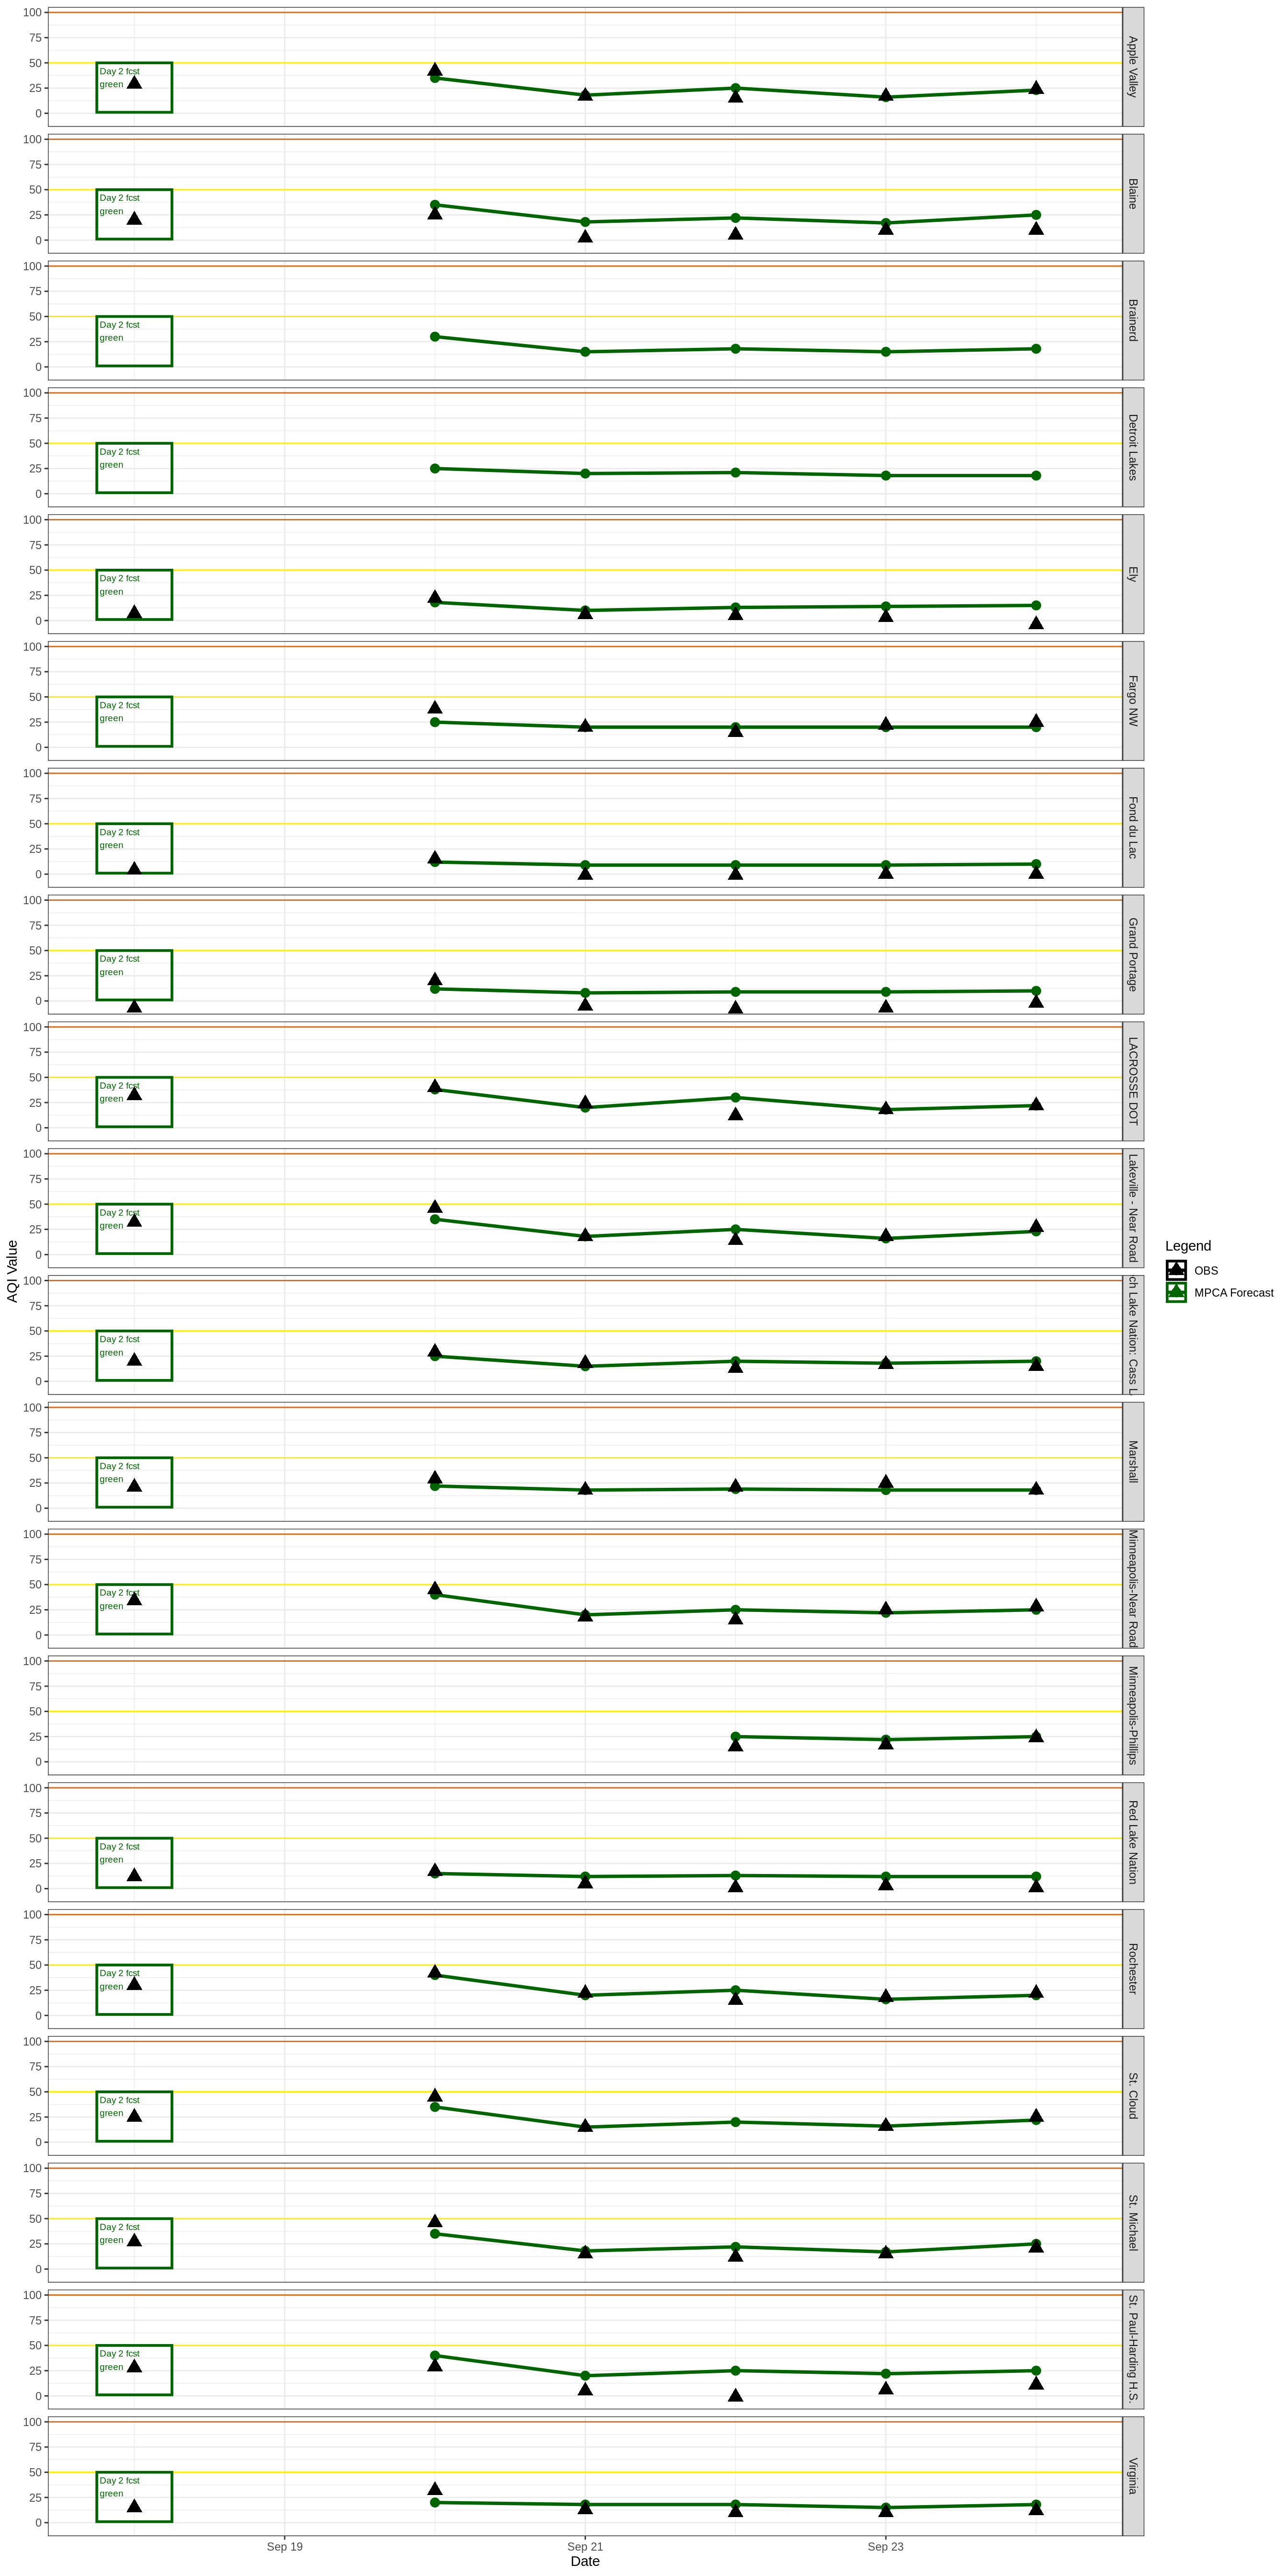 100
75
50
25
0
Day 2 fcst
green
Apple Valley
100
75
50
25
0
Day 2 fcst
green
Blaine
100
75
50
25
0
Day 2 fcst
green
Brainerd
100
75
50
25
0
Day 2 fcst
green
Detroit Lakes
100
75
50
25
0
Day 2 fcst
green
Ely
100
75
50
25
0
Day 2 fcst
green
Fargo NW
100
75
50
25
0
Day 2 fcst
green
Fond du Lac
100
75
50
25
0
Day 2 fcst
green
Grand Portage
100
75
50
25
0
Day 2 fcst
green
LACROSSE DOT
100
75
50
25
0
Day 2 fcst
green
Lakeville - Near Road
AQI Value
Legend
OBS
MPCA Forecast
100
75
50
25
0
Day 2 fcst
green
ch Lake Nation: Cass L
100
75
50
25
0
Day 2 fcst
green
Marshall
100
75
50
25
0
Day 2 fcst
green
Minneapolis-Near Road
100
75
50
25
0
Minneapolis-Phillips
100
75
50
25
0
Day 2 fcst
green
Red Lake Nation
100
75
50
25
0
Day 2 fcst
green
Rochester
100
75
50
25
0
Day 2 fcst
green
St. Cloud
100
75
50
25
0
Day 2 fcst
green
St. Michael
100
75
50
25
0
Day 2 fcst
green
St. Paul-Harding H.S.
100
75
50
25
0
Day 2 fcst
green
Virginia
Sep 19
Sep 21
Sep 23
Date